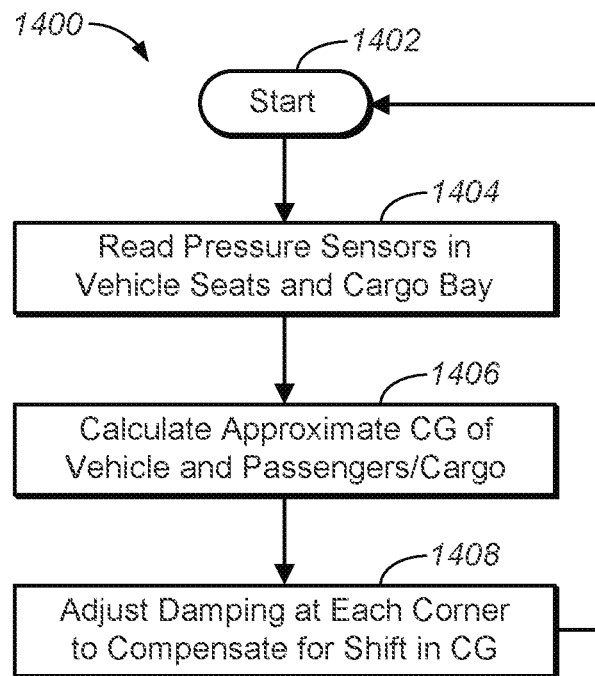 1400
1402
Start
1404
Read Pressure Sensors in
Vehicle Seats and Cargo Bay
1406
Calculate Approximate CG of
Vehicle and Passengers/Cargo
1408
Adjust Damping at Each Corner
to Compensate for Shift in CG